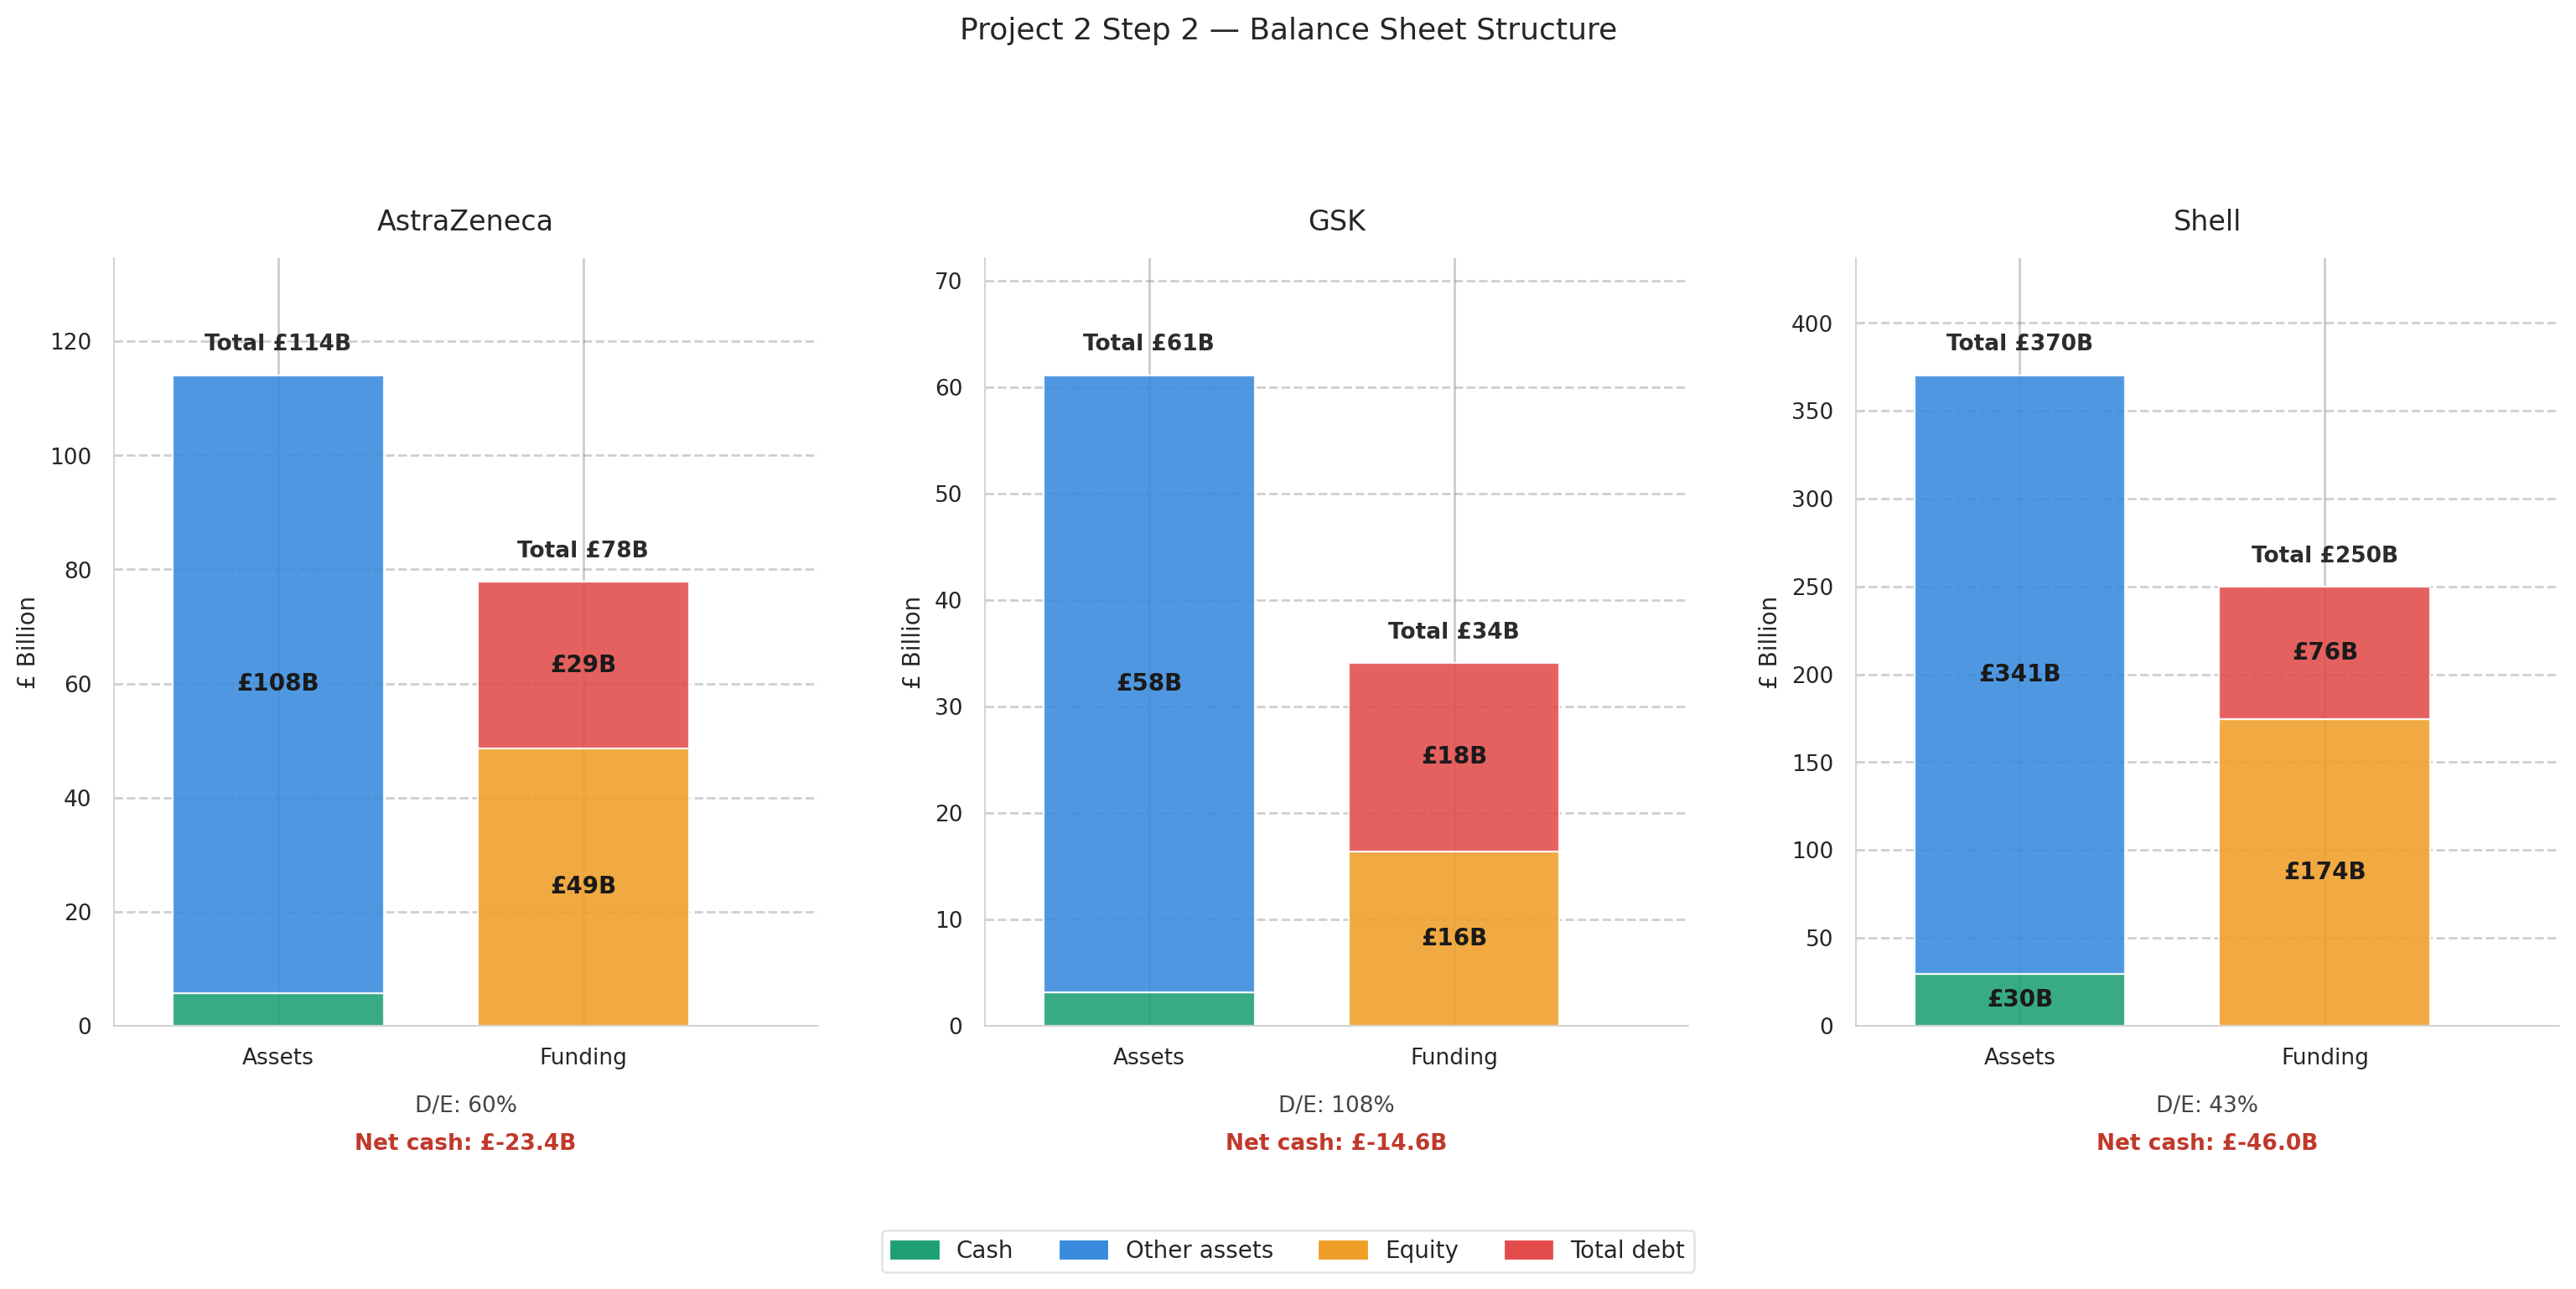 Project 2 Step 2 — Balance Sheet Structure
AstraZeneca
£ Billion
120
100
80
60
40
20
0
Total £114B
£108B
Total £78B
£29B
£49B
Assets
Funding
D/E: 60%
Net cash: £-23.4B
GSK
£ Billion
70
60
50
40
30
20
10
0
Total £61B
£58B
Total £34B
£18B
£16B
Assets
Funding
D/E: 108%
Net cash: £-14.6B
Shell
£ Billion
400
350
300
250
200
150
100
50
0
Total £370B
£341B
£30B
Total £250B
£76B
£174B
Assets
Funding
D/E: 43%
Net cash: £-46.0B
Cash
Other assets
Equity
Total debt